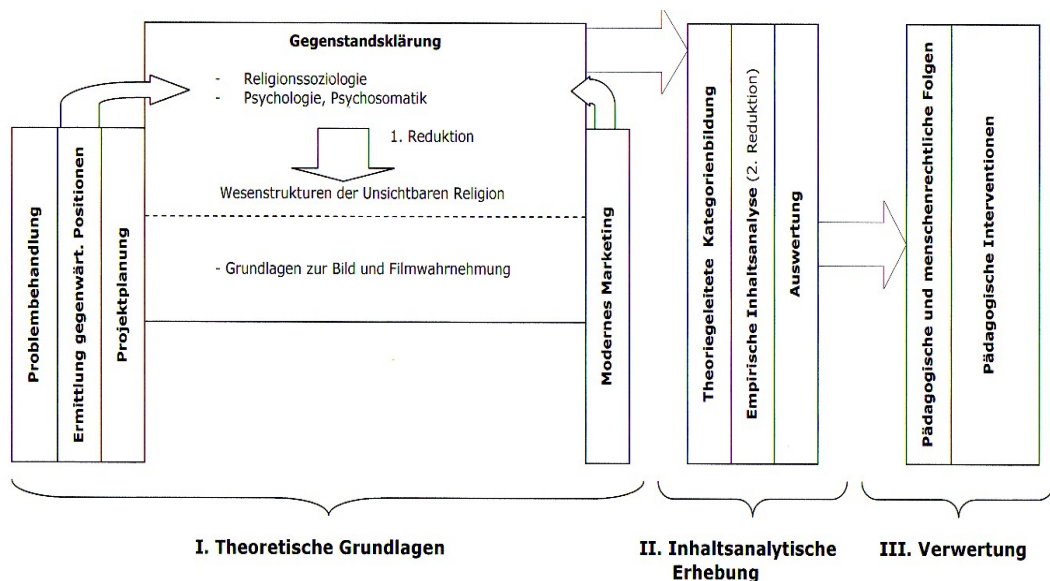 Problembehandlung
Ermittlung gegenwärt. Positionen
Projektplanung
Gegenstandsklärung
- Religionssoziologie
- Psychologie, Psychosomatik
1. Reduktion
Wesenstrukturen der Unsichtbaren Religion
- Grundlagen zur Bild und Filmwahrnehmung
Modernes Marketing
Theoriegeleitete Kategorienbildung
Empirische Inhaltsanalyse (2. Reduktion)
Auswertung
Pädagogische und menschenrechtliche Folgen
Pädagogische Interventionen
I. Theoretische Grundlagen
II. Inhaltsanalytische
Erhebung
III. Verwertung